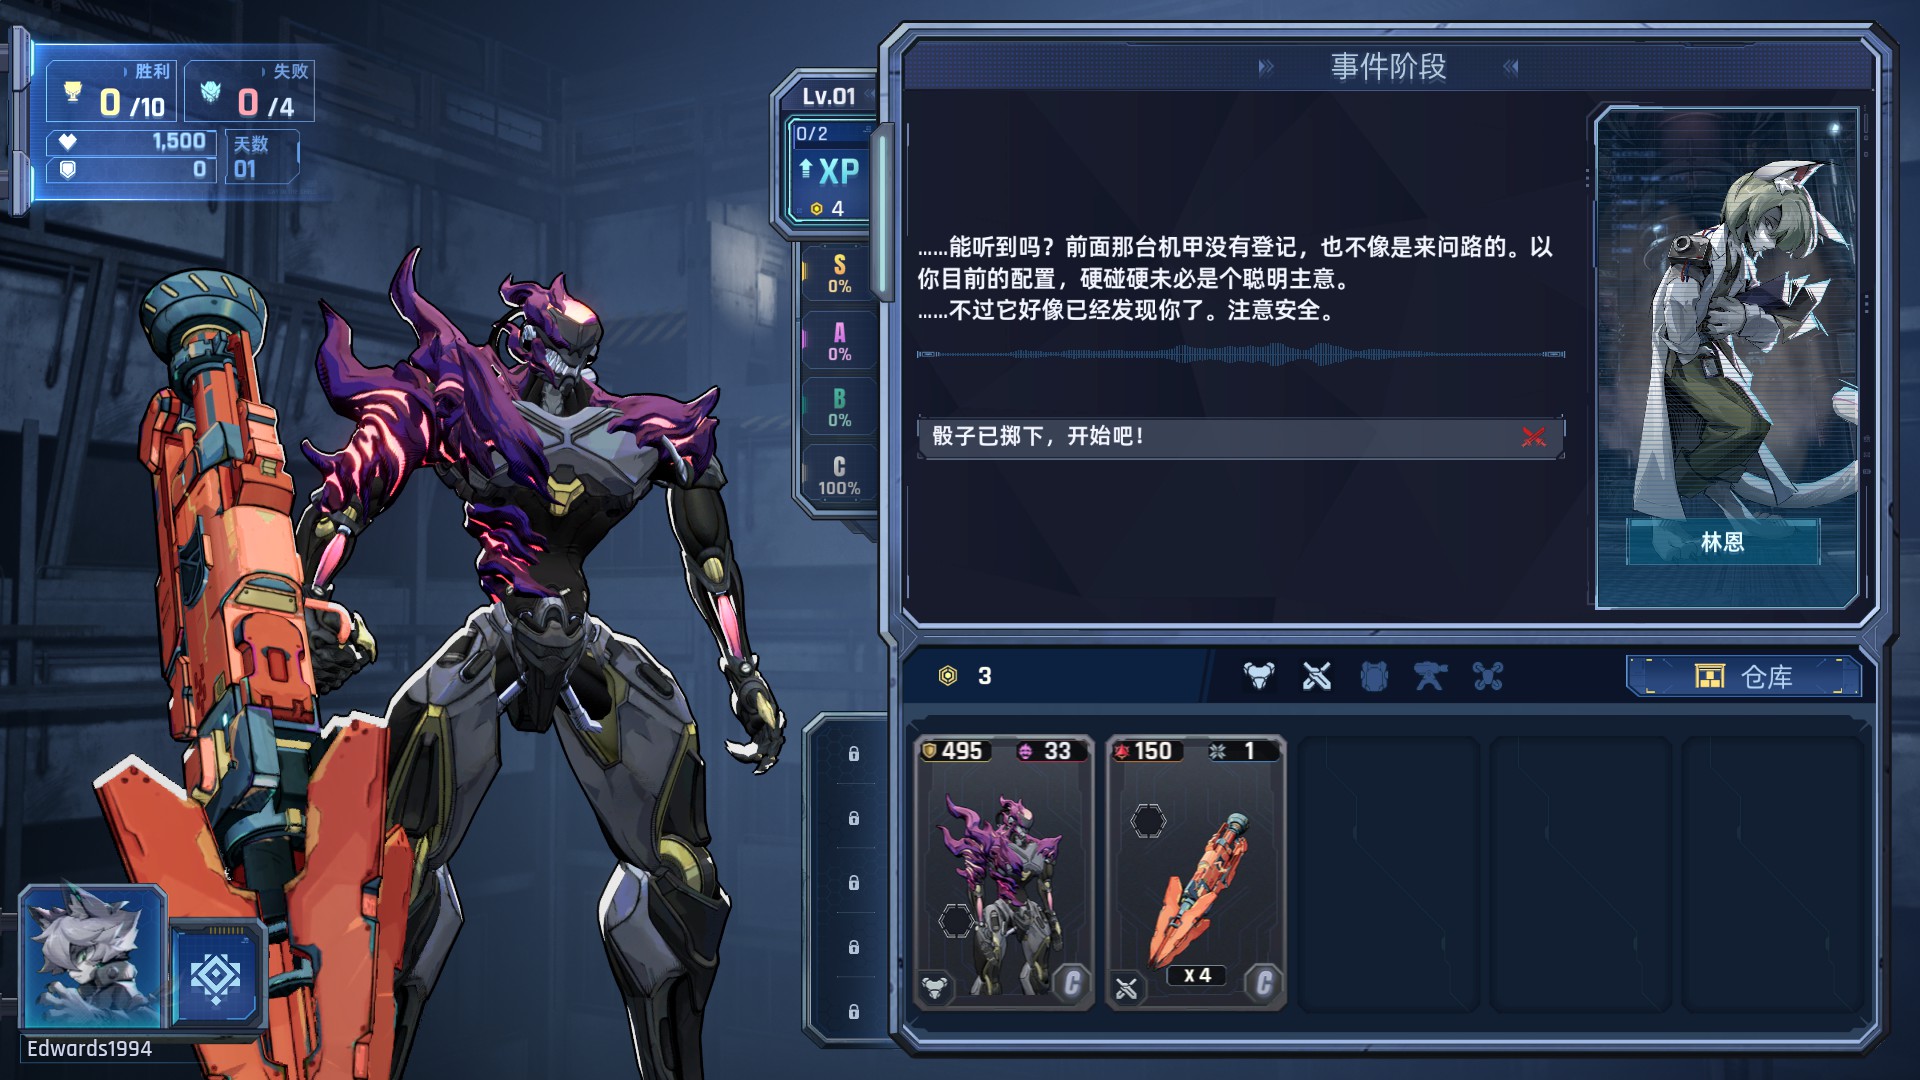 胜利
0 /10
失败
0 /4
1,500
0
天数
01
Lv.01
0/2
XP
4
S
0%
A
0%
B
0%
C
100%
事件阶段
……能听到吗？前面那台机甲没有登记，也不像是来问路的。以
你目前的配置，硬碰硬未必是个聪明主意。
……不过它好像已经发现你了。注意安全。
骰子已掷下，开始吧！
林恩
3
仓库
495 33
C
150 1
x4
C
Edwards1994